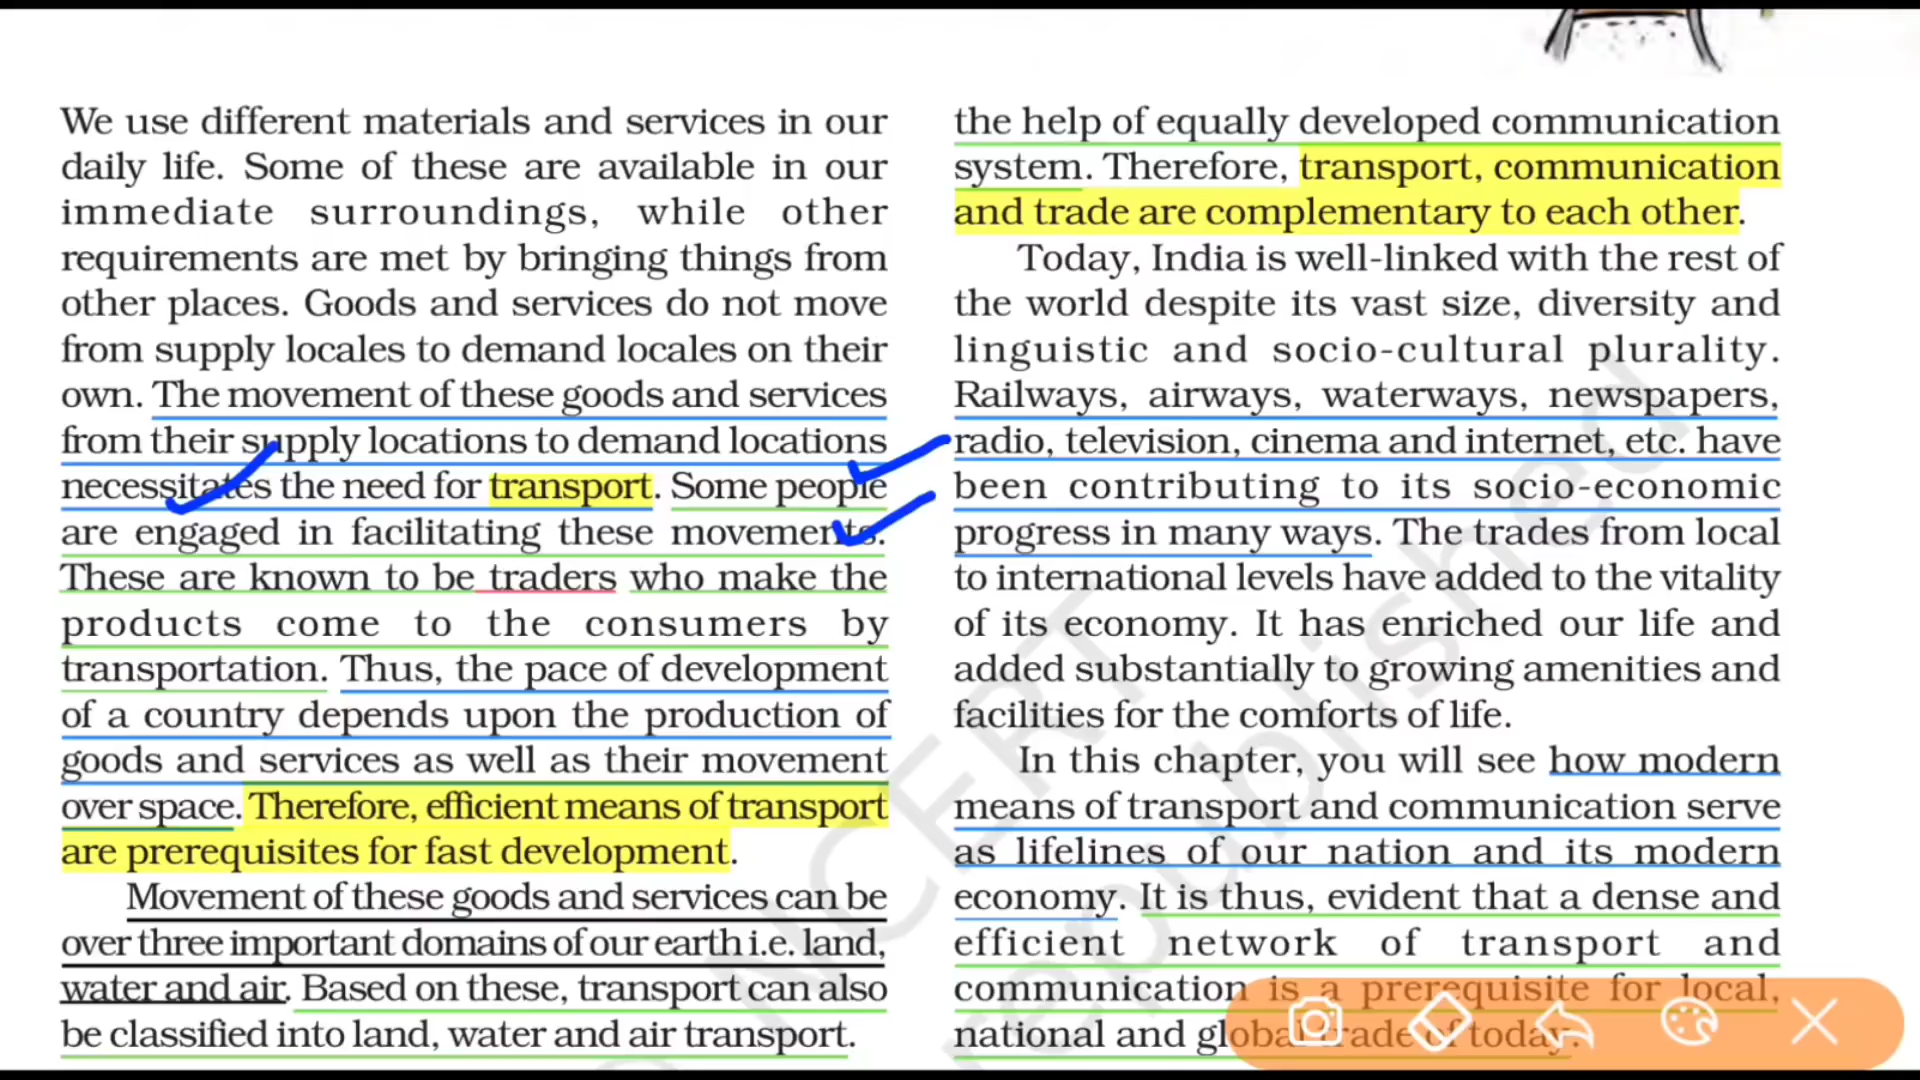 We use different materials and services in our
daily life. Some of these are available in our
immediate surroundings, while other
requirements are met by bringing things from
other places. Goods and services do not move
from supply locales to demand locales on their
own. The movement of these goods and services
from their supply locations to demand locations
necessitates the need for transport. Some people
are engaged in facilitating these movements.
These are known to be traders who make the
products come to the consumers by
transportation. Thus, the pace of development
of a country depends upon the production of
goods and services as well as their movement
over space. Therefore, efficient means of transport
are prerequisites for fast development.
Movement of these goods and services can be
over three important domains of our earth i.e. land,
water and air. Based on these, transport can also
be classified into land, water and air transport.
the help of equally developed communication
system. Therefore, transport, communication
and trade are complementary to each other.
Today, India is well-linked with the rest of
the world despite its vast size, diversity and
linguistic and socio-cultural plurality.
Railways, airways, waterways, newspapers,
radio, television, cinema and internet, etc. have
been contributing to its socio-economic
progress in many ways. The trades from local
to international levels have added to the vitality
of its economy. It has enriched our life and
added substantially to growing amenities and
facilities for the comforts of life.
In this chapter, you will see how modern
means of transport and communication serve
as lifelines of our nation and its modern
economy. It is thus, evident that a dense and
efficient network of transport and
communication is a prerequisite for local,
national and global trade of today.
NCERT
republished